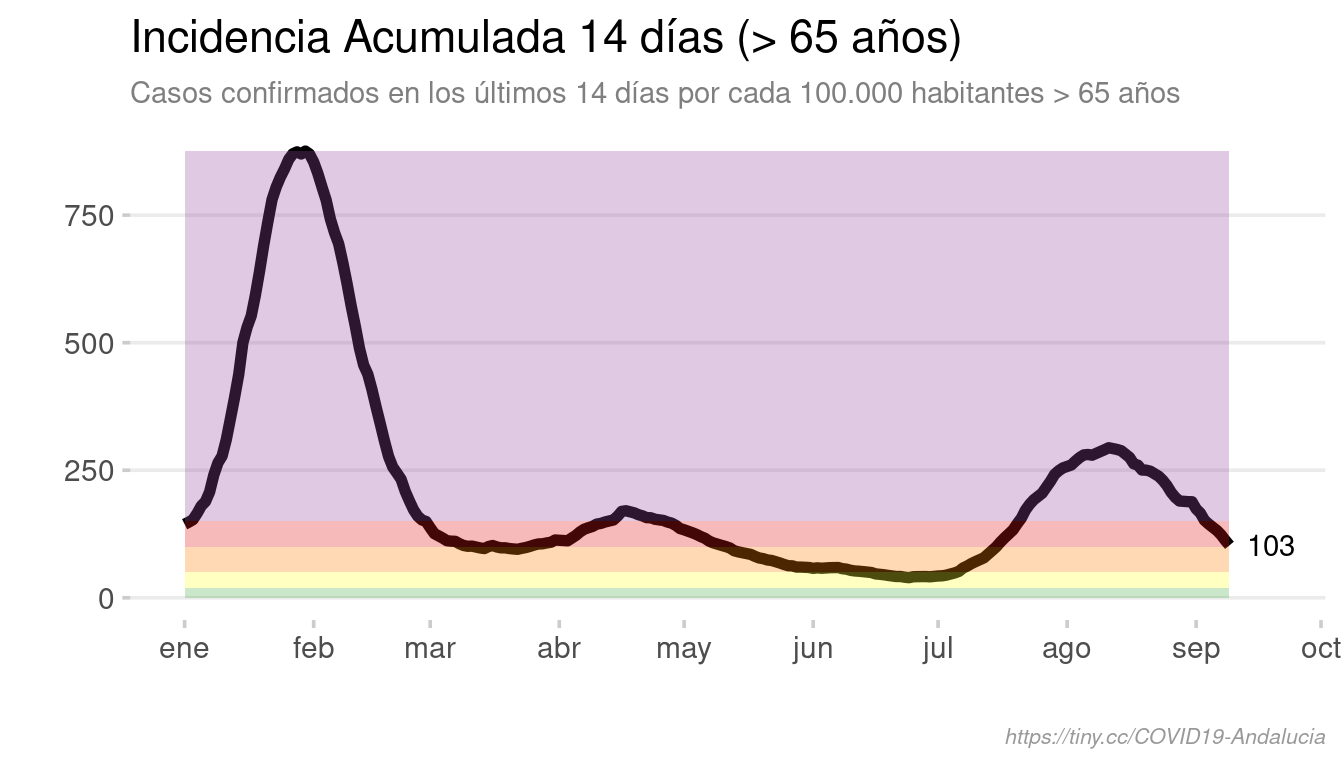 Incidencia Acumulada 14 días (> 65 años)
Casos confirmados en los últimos 14 días por cada 100.000 habitantes > 65 años
750
500
250
0
103
ene feb mar abr may jun jul ago sep oct
https://tiny.cc/COVID19-Andalucia